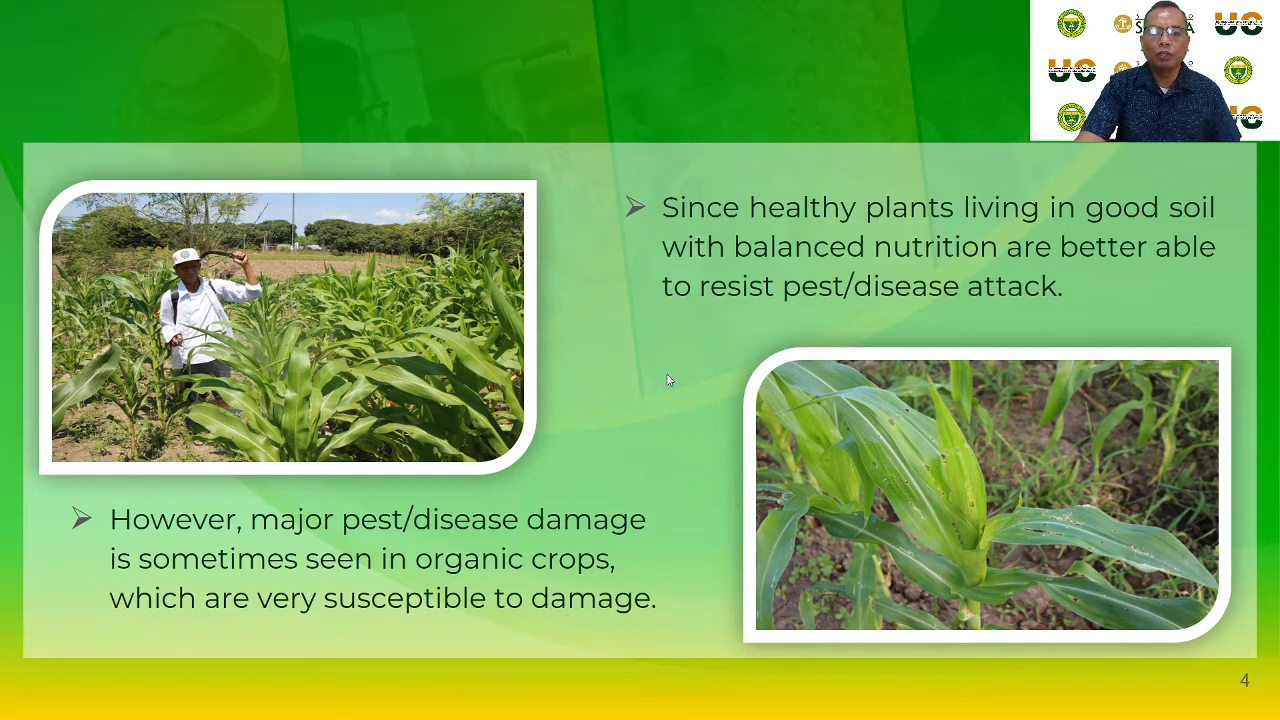 Since healthy plants living in good soil
with balanced nutrition are better able
to resist pest/disease attack.
However, major pest/disease damage
is sometimes seen in organic crops,
which are very susceptible to damage.
4